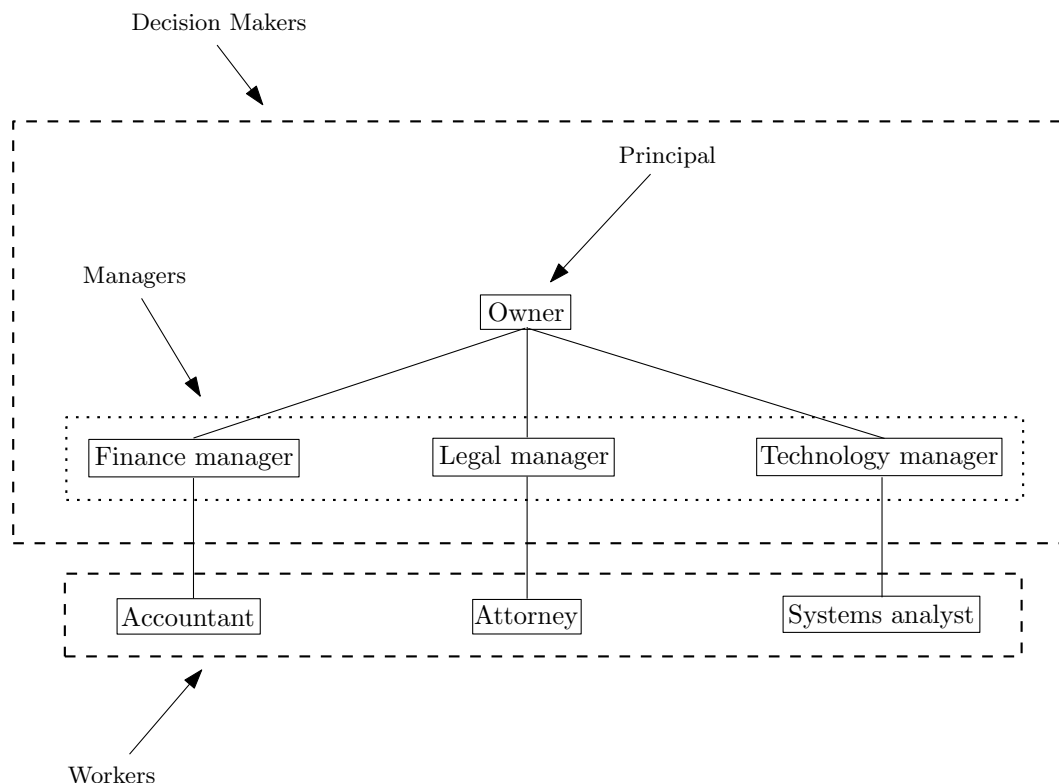 Decision Makers
Principal
Managers
Owner
Finance manager
Legal manager
Technology manager
Accountant
Attorney
Systems analyst
Workers